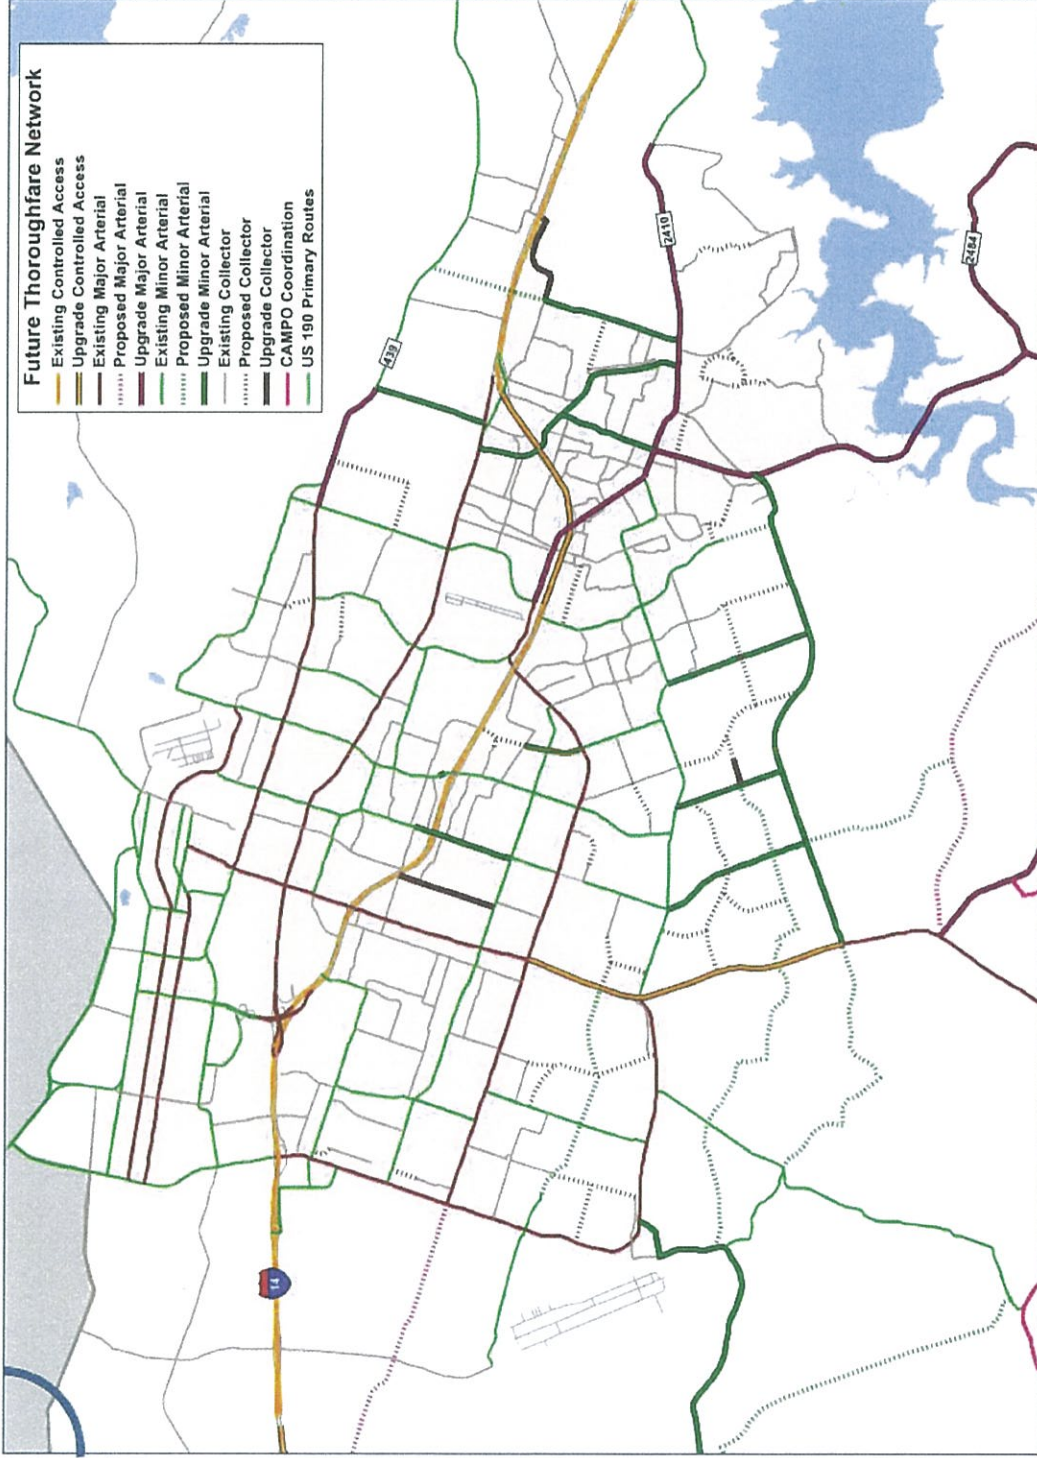 Future Thoroughfare Network
Existing Controlled Access
Upgrade Controlled Access
Existing Major Arterial
Proposed Major Arterial
Upgrade Major Arterial
Existing Minor Arterial
Proposed Minor Arterial
Upgrade Minor Arterial
Existing Collector
Proposed Collector
Upgrade Collector
CAMPO Coordination
US 190 Primary Routes
439
2410
2484
14